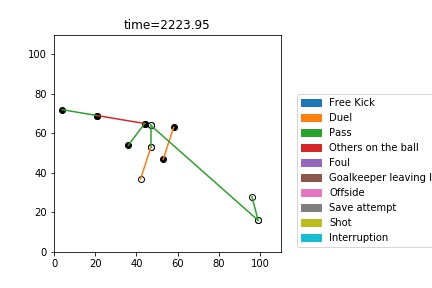 time=2223.95
100
80
60
40
20
0
0 20 40 60 80 100
Free Kick
Duel
Pass
Others on the ball
Foul
Goalkeeper leaving l
Offside
Save attempt
Shot
Interruption